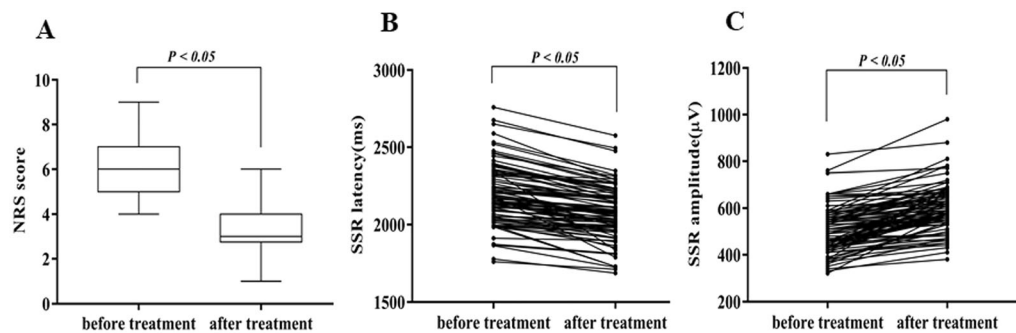 A
P < 0.05
NRS score
10
8
6
4
2
0
before treatment after treatment
B
P < 0.05
SSR latency(ms)
3000
2500
2000
1500
before treatment after treatment
C
P < 0.05
SSR amplitude(μV)
1200
1000
800
600
400
200
before treatment after treatment